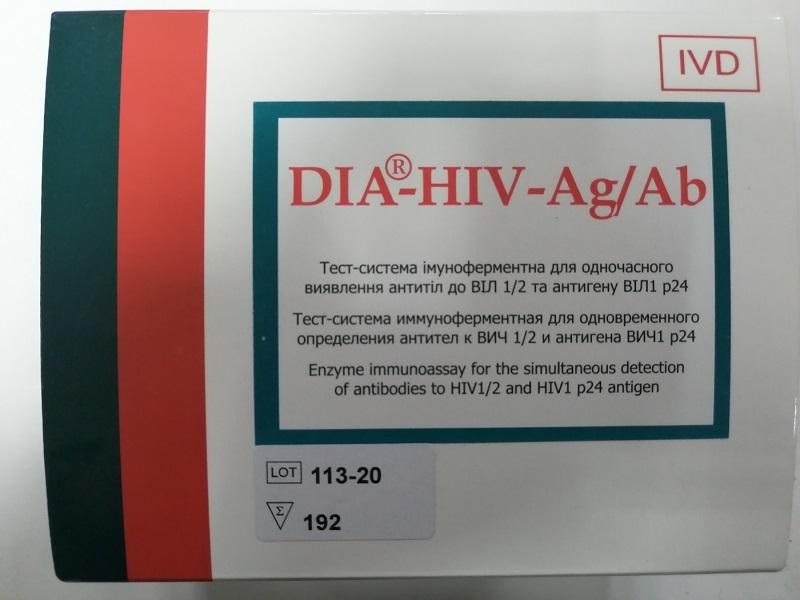 IVD
DIA®-HIV-Ag/Ab
Тест-система імуноферментна для одночасного
виявлення антитіл до ВІЛ 1/2 та антигену ВІЛ1 р24
Тест-система иммуноферментная для одновременного
определения антител к ВИЧ 1/2 и антигена ВИЧ1 р24
Enzyme immunoassay for the simultaneous detection
of antibodies to HIV1/2 and HIV1 p24 antigen
LOT 113-20
Σ 192